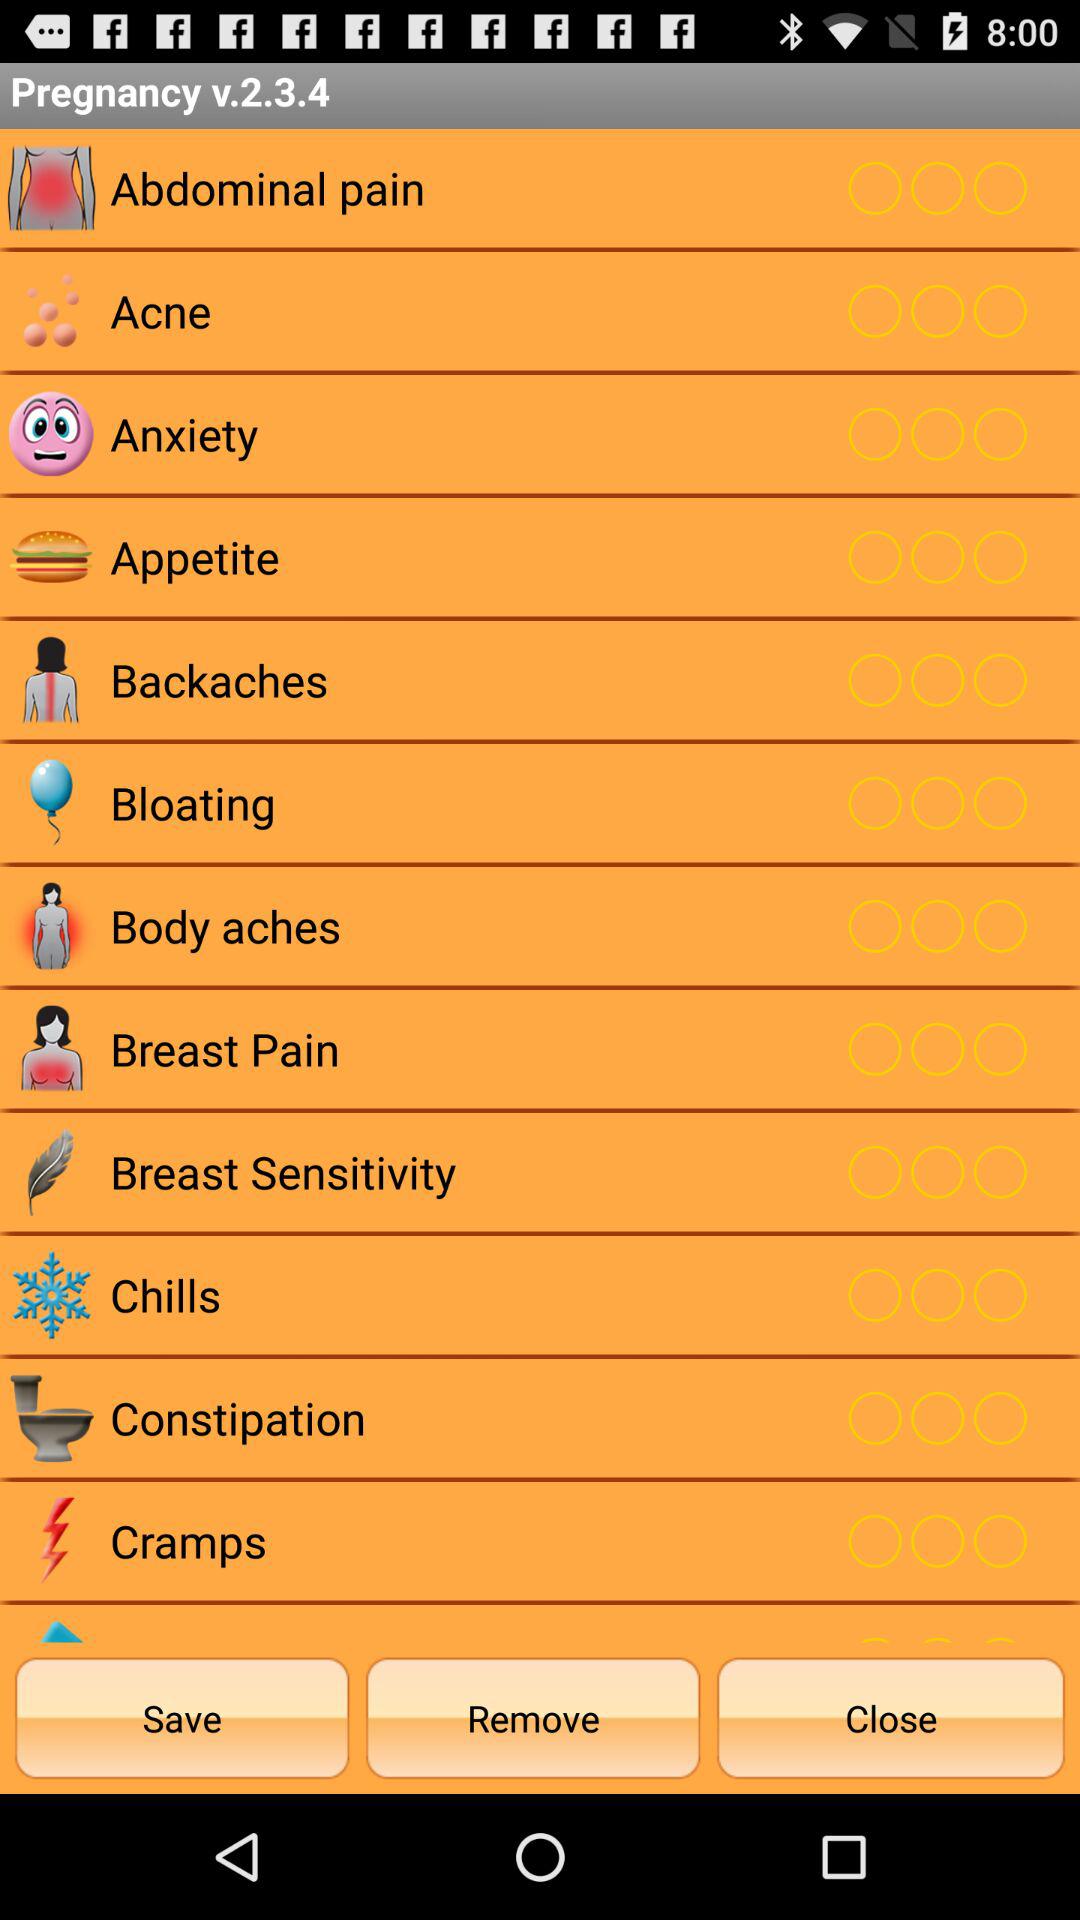 8:00
Pregnancy v.2.3.4
Abdominal pain
Acne
Anxiety
Appetite
Backaches
Bloating
Body aches
Breast Pain
Breast Sensitivity
Chills
Constipation
Cramps
Save Remove Close